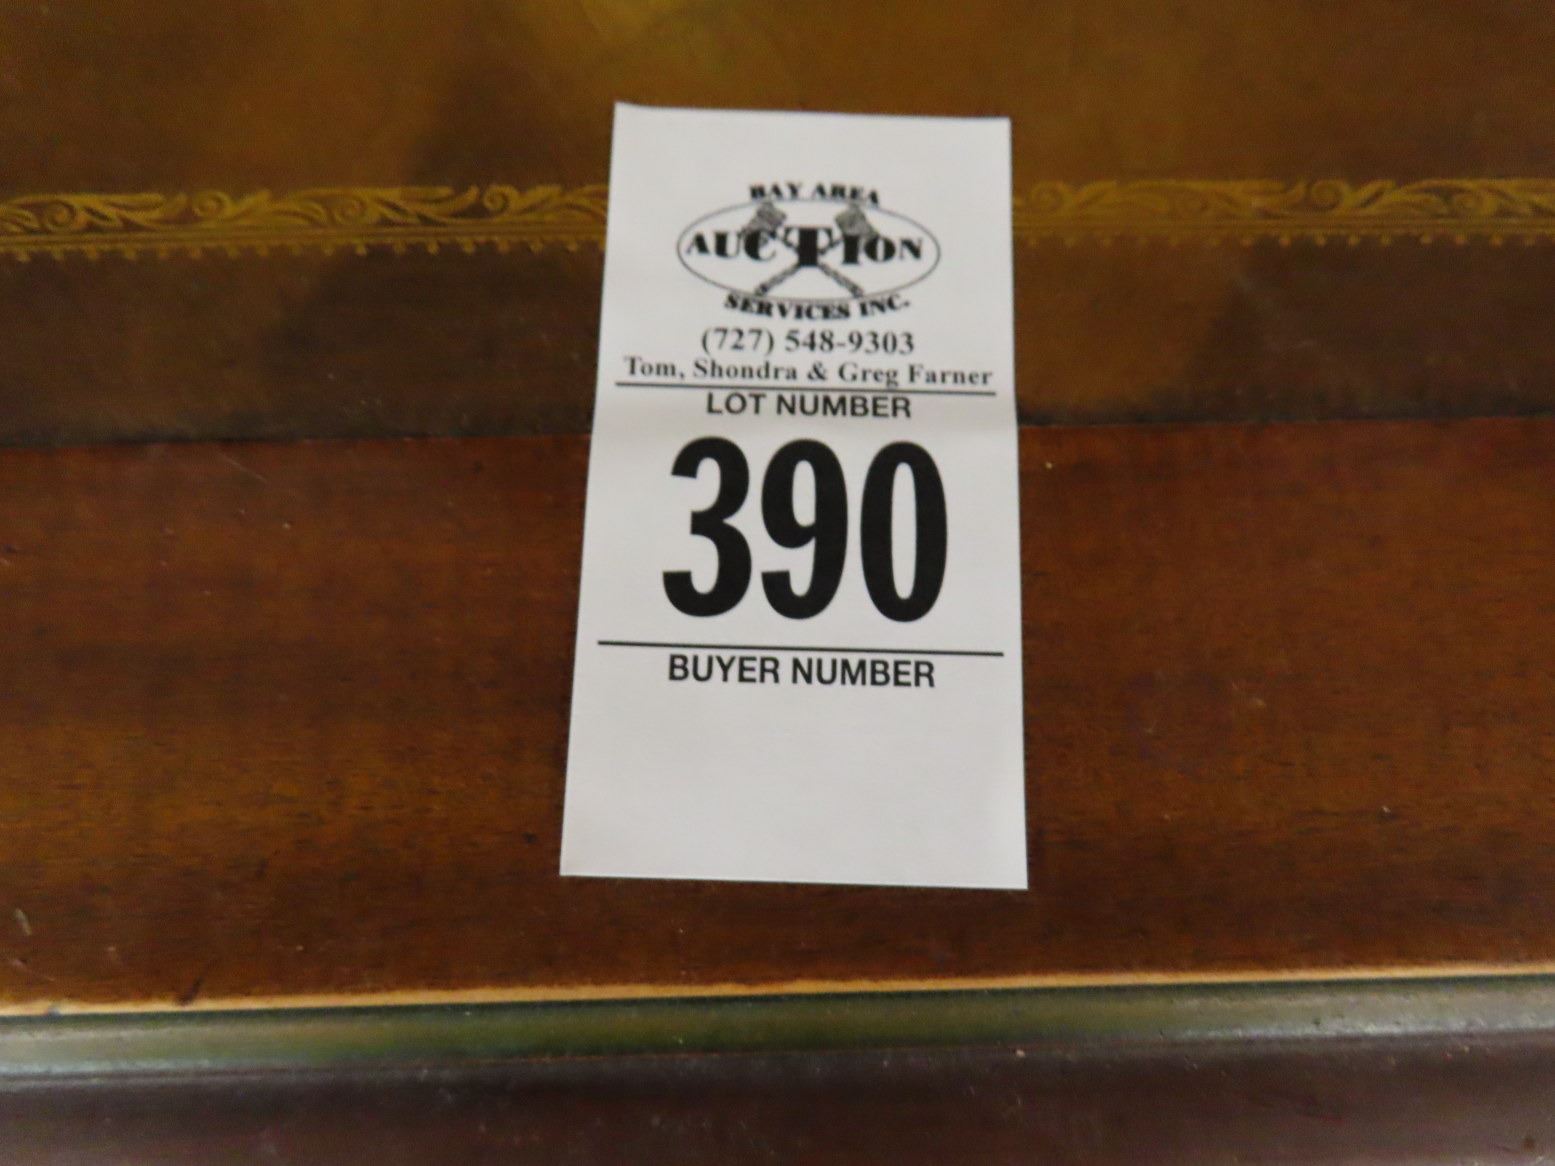 BAY AREA
AUCTION
SERVICES INC.
(727) 548-9303
Tom, Shondra & Greg Farner
LOT NUMBER
390
BUYER NUMBER